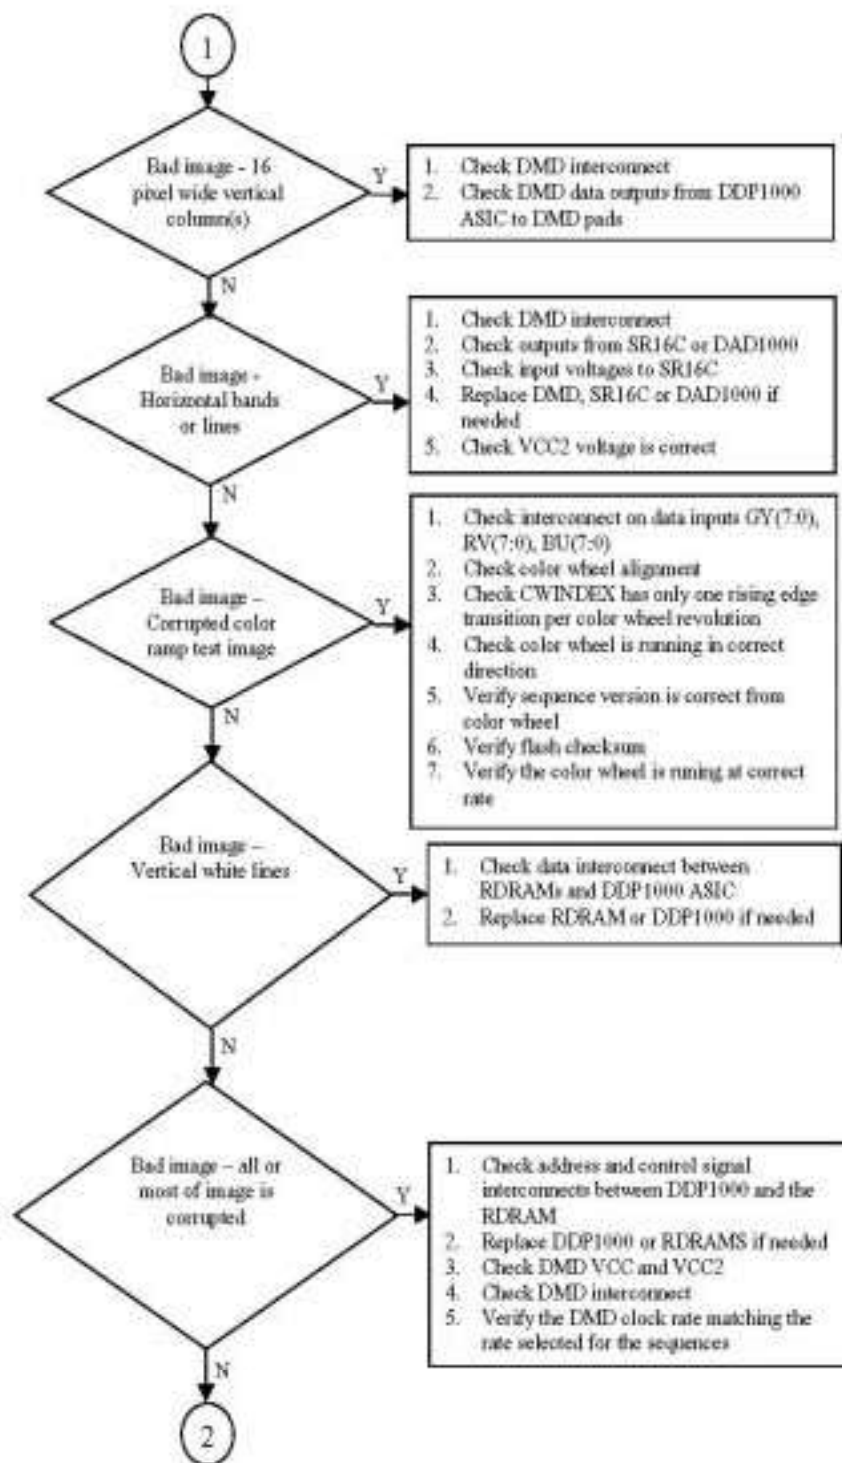 1
Bad image - 16
pixel wide vertical
column(s)
Y
1. Check DMD interconnect
2. Check DMD data outputs from DDP1000
ASIC to DMD pads
N
Bad image -
Horizontal bands
or lines
Y
1. Check DMD interconnect
2. Check outputs from SR16C or DAD1000
3. Check input voltages to SR16C
4. Replace DMD, SR16C or DAD1000 if
needed
5. Check VCC2 voltage is correct
N
Bad image –
Corrupted color
ramp test image
Y
1. Check interconnect on data inputs GY(7:0),
RV(7:0), BU(7:0)
2. Check color wheel alignment
3. Check CWINDEX has only one rising edge
transition per color wheel revolution
4. Check color wheel is running in correct
direction
5. Verify sequence version is correct from
color wheel
6. Verify flash checksum
7. Verify the color wheel is runing at correct
rate
N
Bad image –
Vertical white lines
Y
1. Check data interconnect between
RDRAMs and DDP1000 ASIC
2. Replace RDRAM or DDP1000 if needed
N
Bad image – all or
most of image is
corrupted
Y
1. Check address and control signal
interconnects between DDP1000 and the
RDRAM
2. Replace DDP1000 or RDRAMS if needed
3. Check DMD VCC and VCC2
4. Check DMD interconnect
5. Verify the DMD clock rate matching the
rate selected for the sequences
N
2